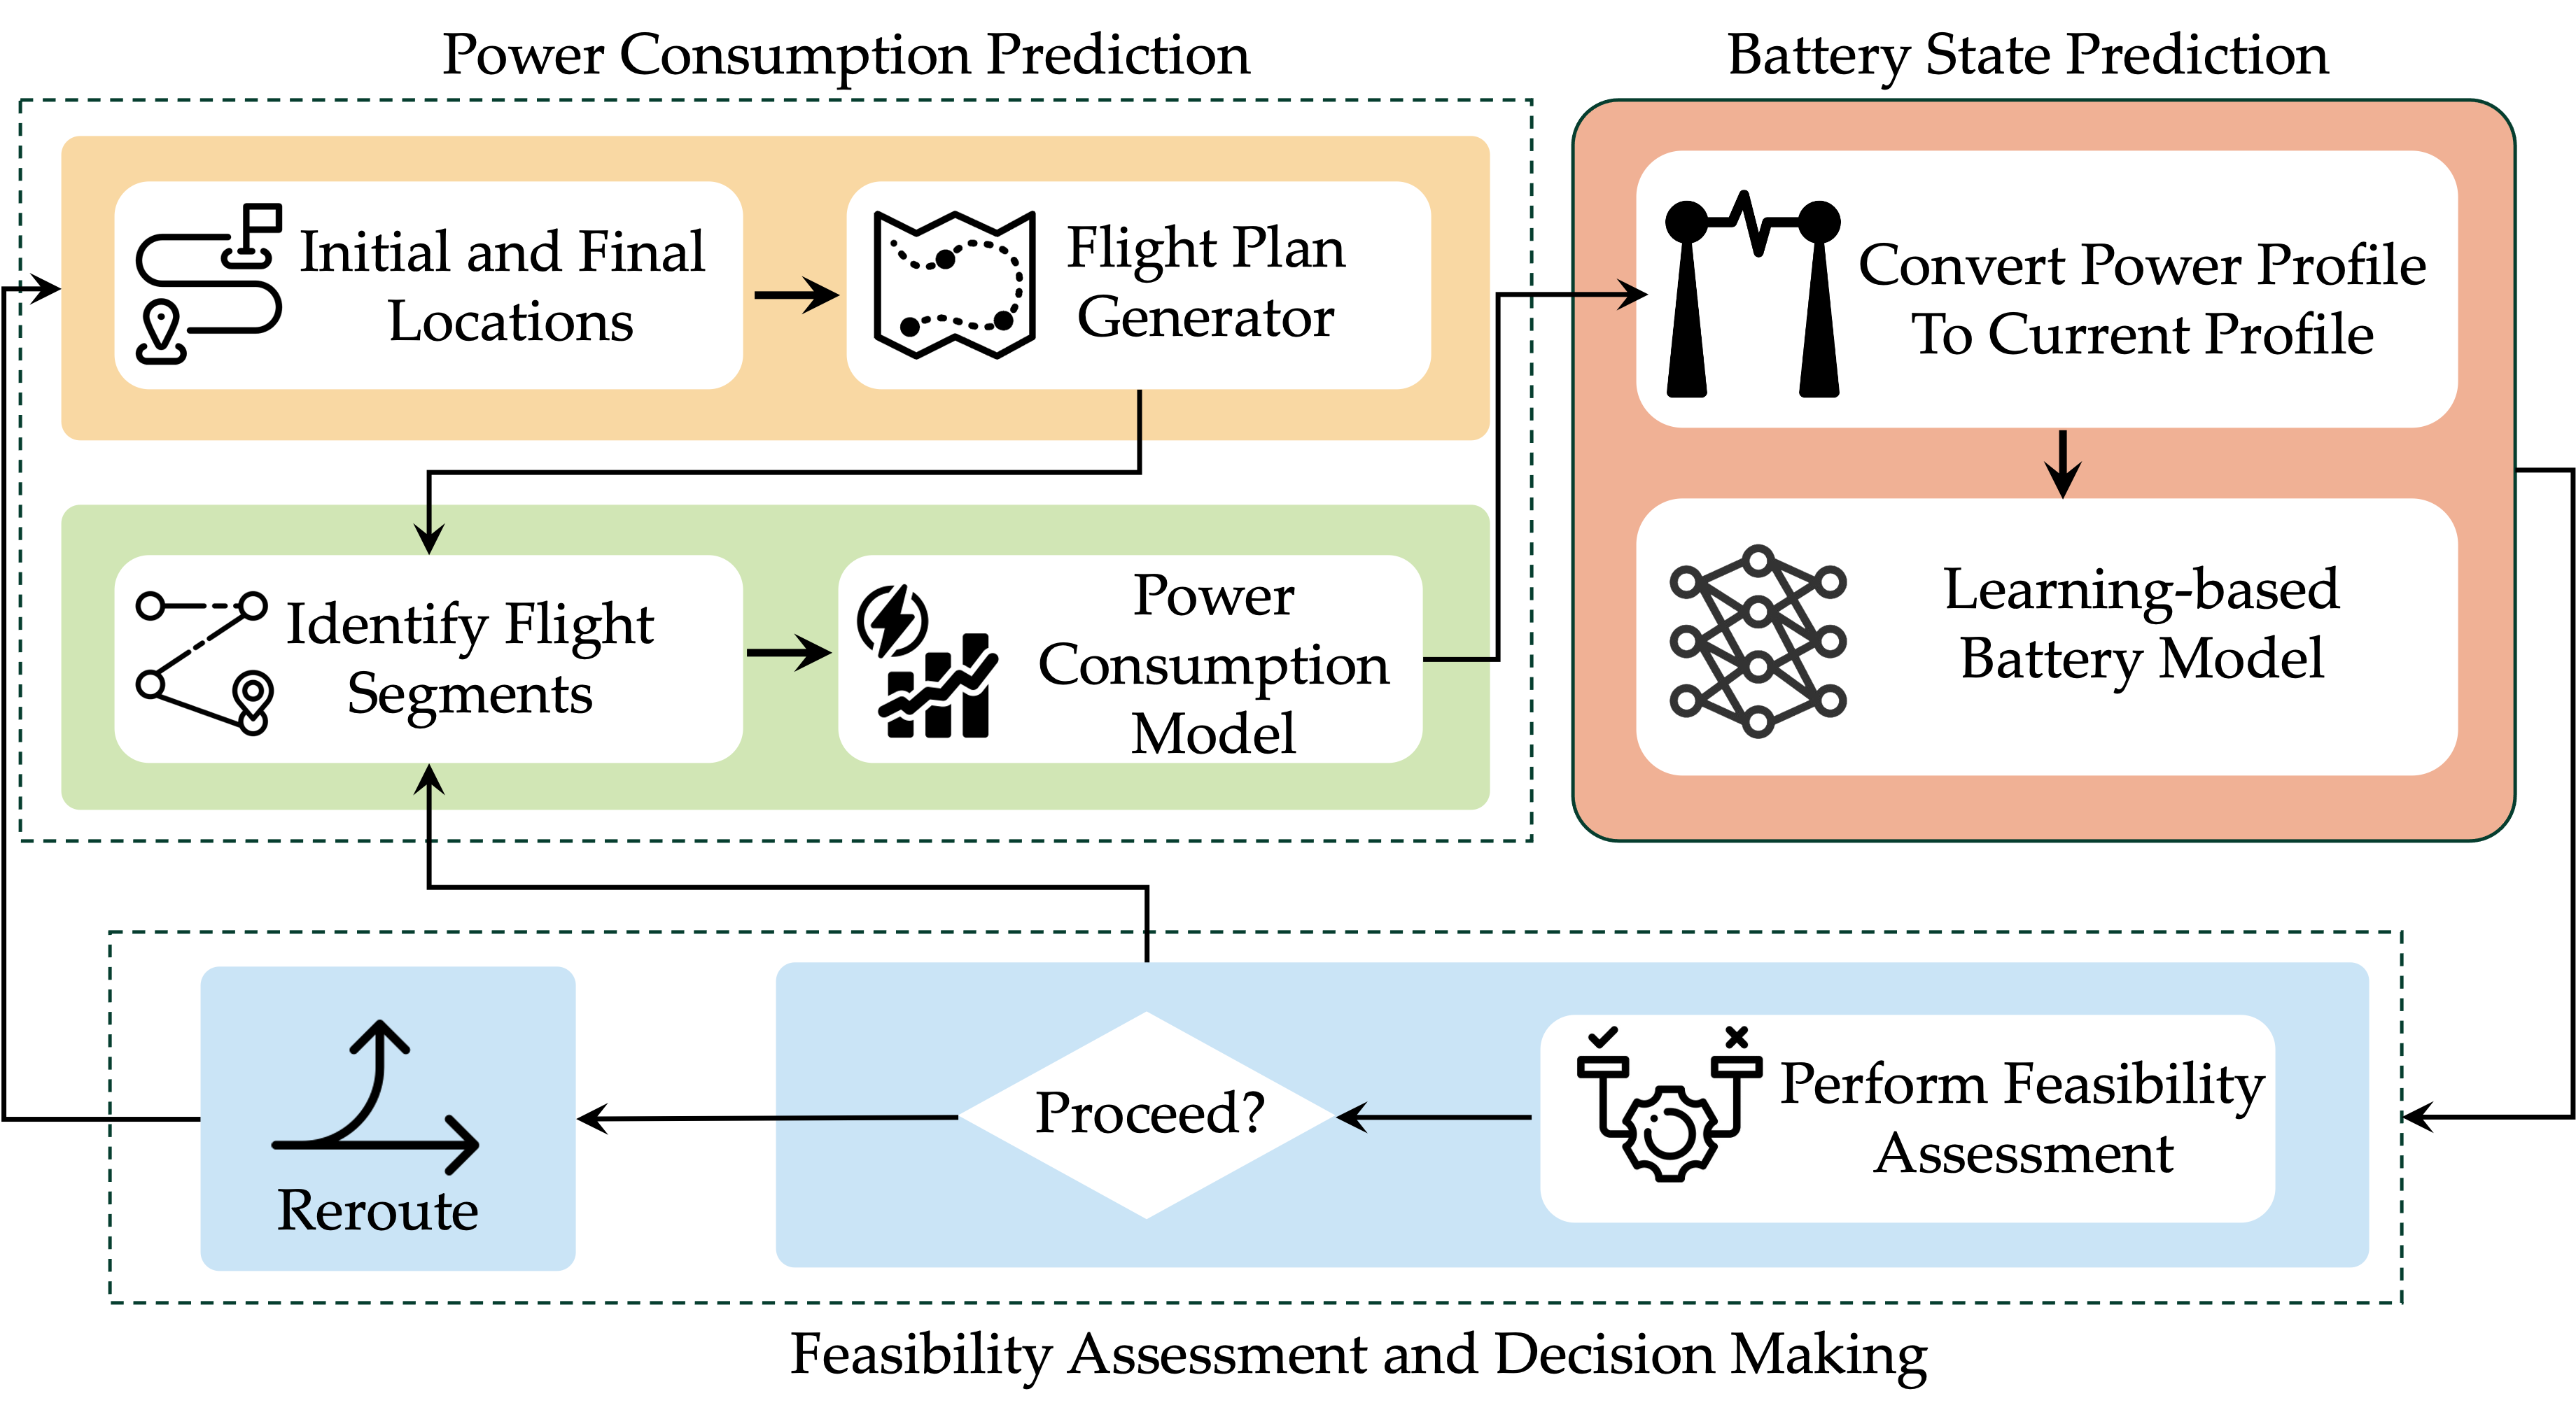 Power Consumption Prediction
Battery State Prediction
Initial and Final
Locations
Flight Plan
Generator
Convert Power Profile
To Current Profile
Identify Flight
Segments
Power
Consumption
Model
Learning-based
Battery Model
Reroute
Proceed?
Perform Feasibility
Assessment
Feasibility Assessment and Decision Making